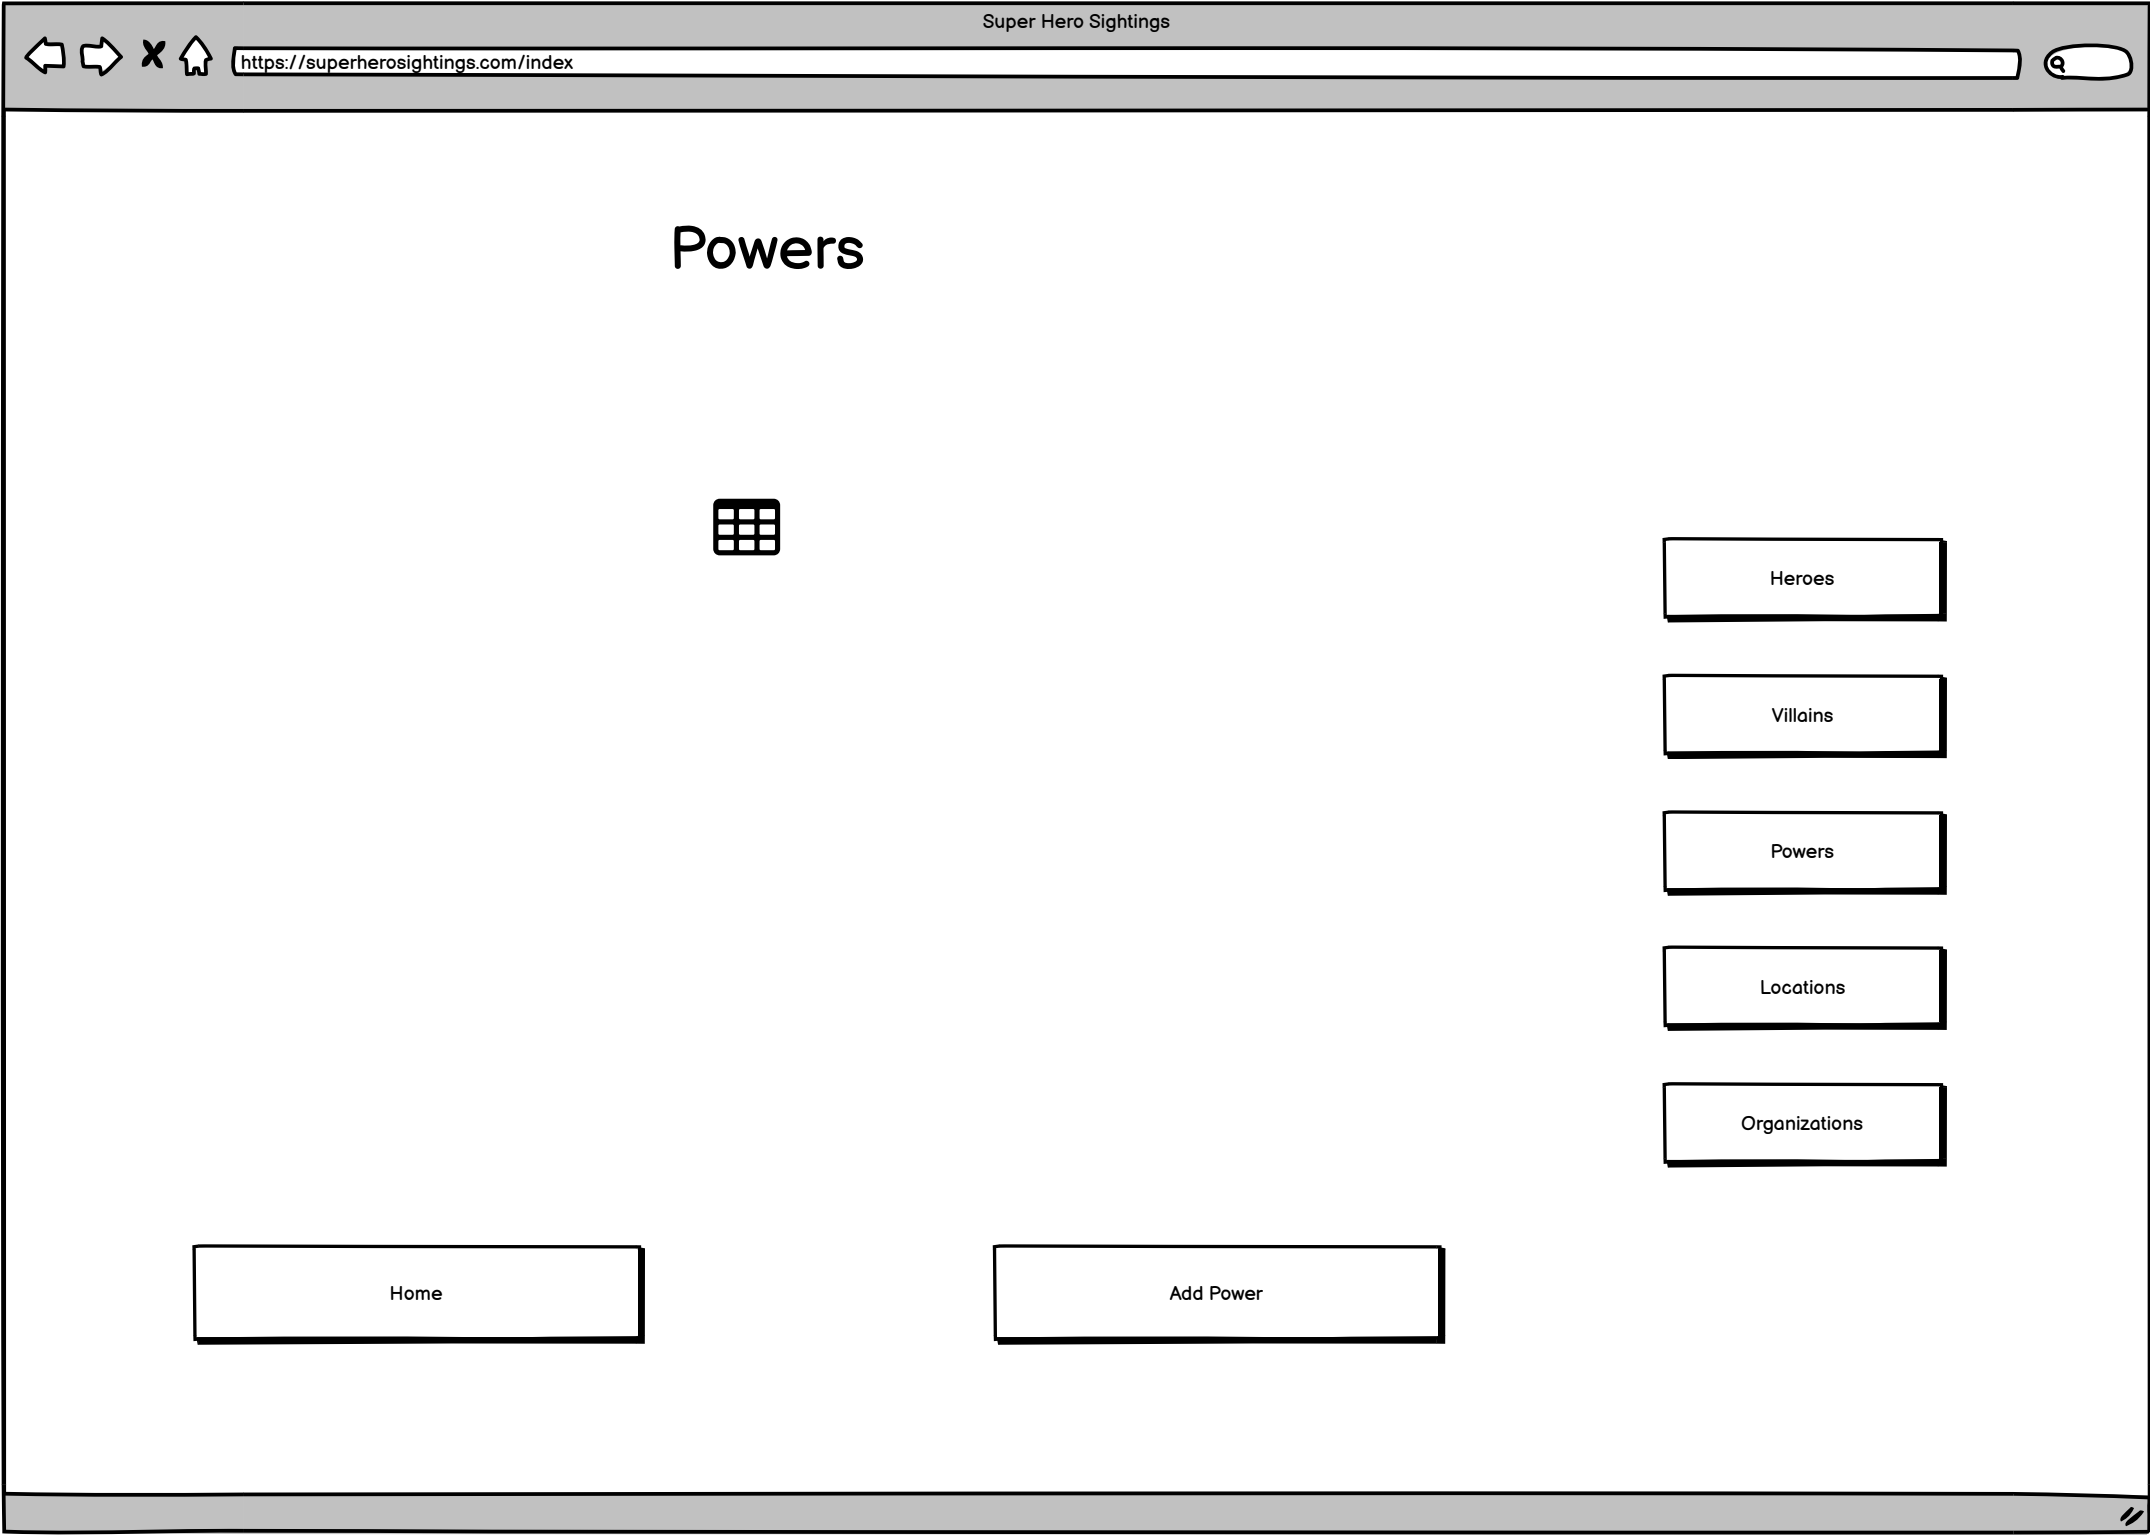 Super Hero Sightings
https://superherosightings.com/index
Powers
Heroes
Villains
Powers
Locations
Organizations
Home
Add Power